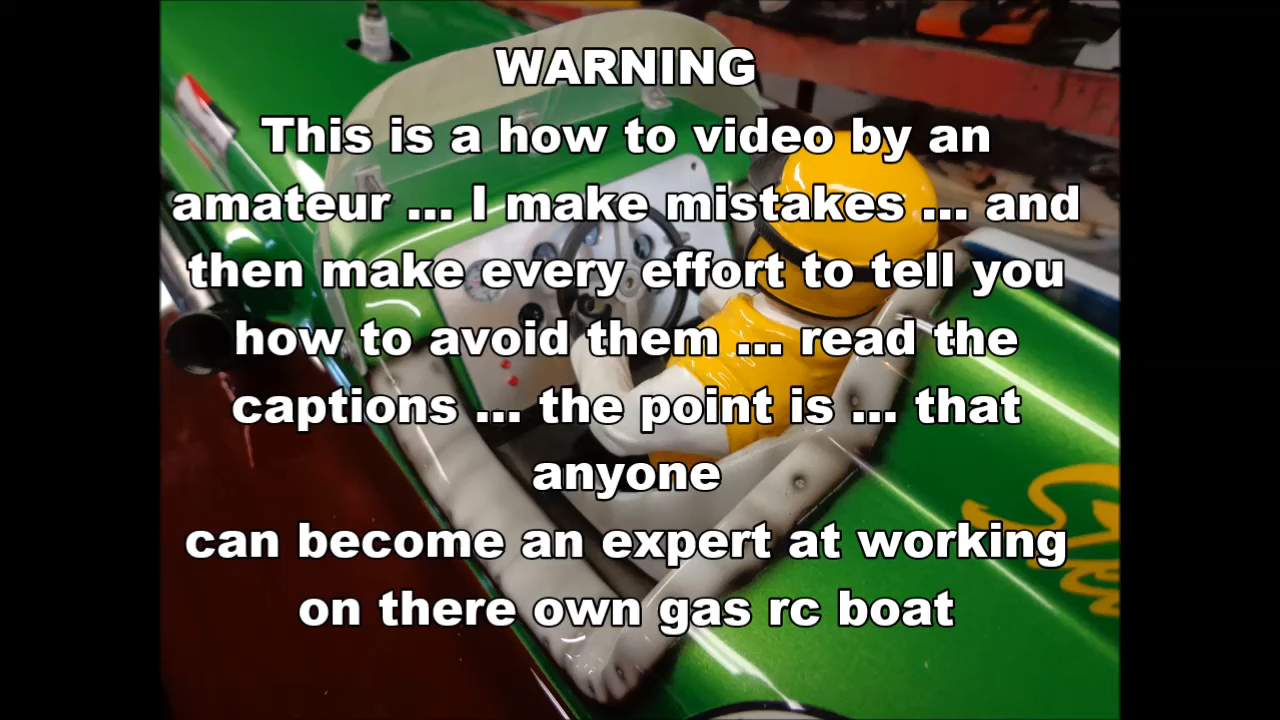 WARNING
This is a how to video by an
amateur ... I make mistakes ... and
then make every effort to tell you
how to avoid them ... read the
captions ... the point is ... that
anyone
can become an expert at working
on there own gas rc boat